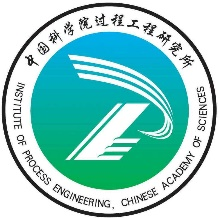 中国科学院过程工程研究所
INSTITUTE OF PROCESS ENGINEERING, CHINESE ACADEMY OF SCIENCES